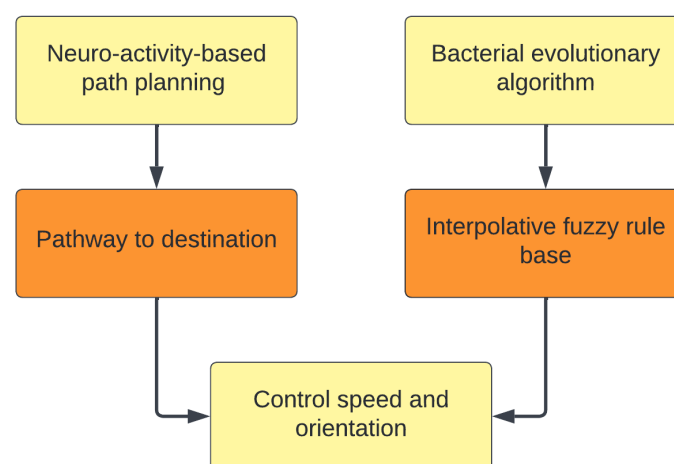 Neuro-activity-based
path planning
Bacterial evolutionary
algorithm
Pathway to destination
Interpolative fuzzy rule
base
Control speed and
orientation